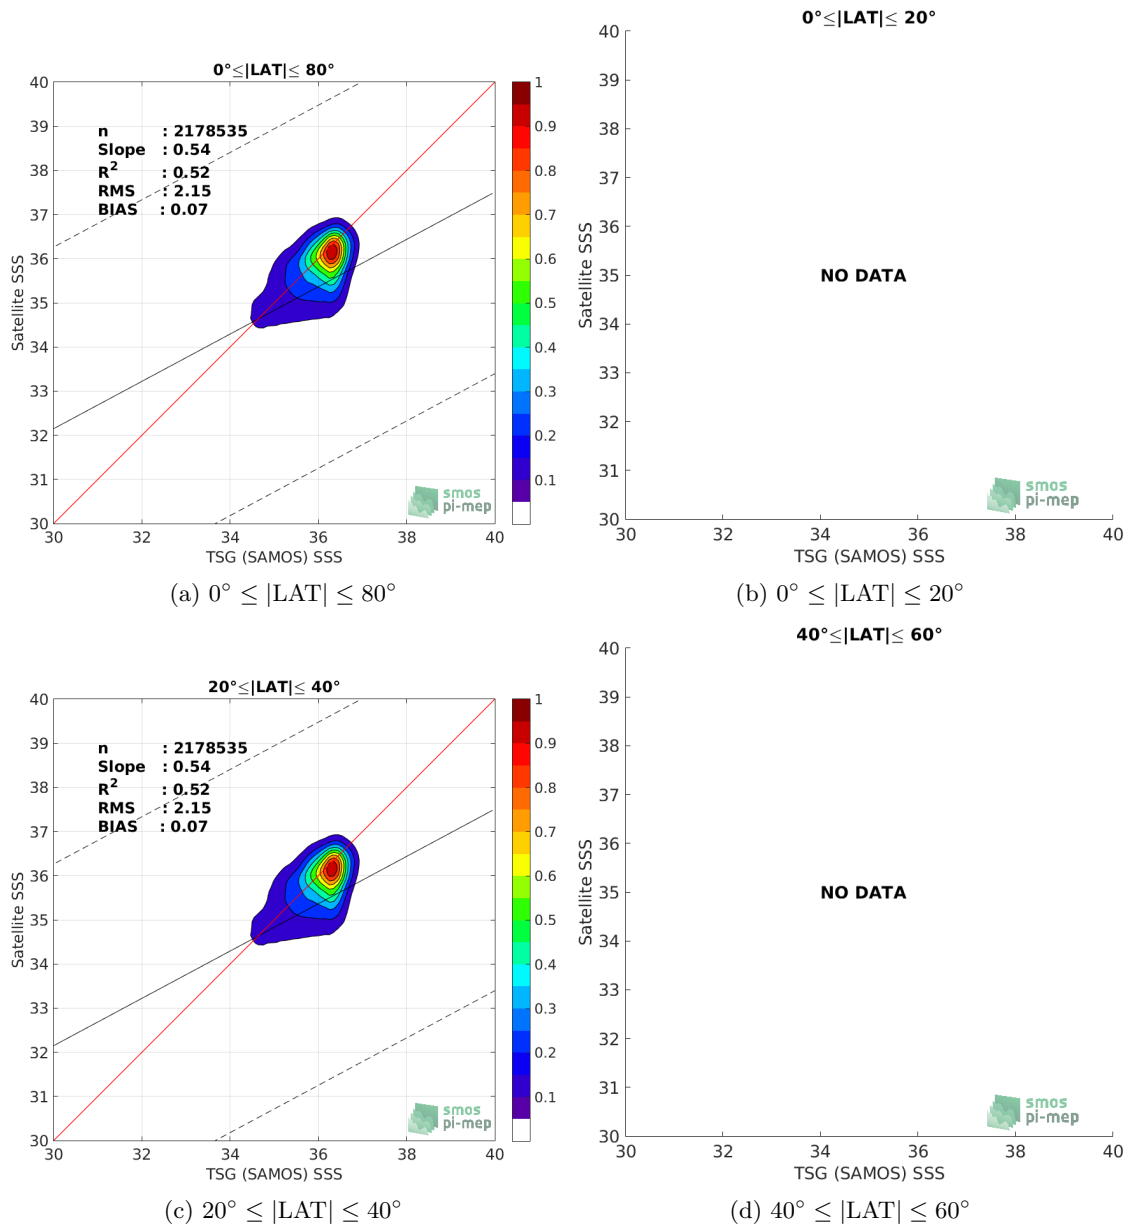 0°≤|LAT|≤ 80°
40
39
38
37
36
35
34
33
32
31
30
Satellite SSS
n : 2178535
Slope : 0.54
R2 : 0.52
RMS : 2.15
BIAS : 0.07
smos
pi-mep
30 32 34 36 38 40
TSG (SAMOS) SSS
1
0.9
0.8
0.7
0.6
0.5
0.4
0.3
0.2
0.1
(a) 0° ≤ |LAT| ≤ 80°
0°≤|LAT|≤ 20°
40
39
38
37
36
35
34
33
32
31
30
Satellite SSS
NO DATA
smos
pi-mep
30 32 34 36 38 40
TSG (SAMOS) SSS
(b) 0° ≤ |LAT| ≤ 20°
20°≤|LAT|≤ 40°
40
39
38
37
36
35
34
33
32
31
30
Satellite SSS
n : 2178535
Slope : 0.54
R2 : 0.52
RMS : 2.15
BIAS : 0.07
smos
pi-mep
30 32 34 36 38 40
TSG (SAMOS) SSS
1
0.9
0.8
0.7
0.6
0.5
0.4
0.3
0.2
0.1
(c) 20° ≤ |LAT| ≤ 40°
40°≤|LAT|≤ 60°
40
39
38
37
36
35
34
33
32
31
30
Satellite SSS
NO DATA
smos
pi-mep
30 32 34 36 38 40
TSG (SAMOS) SSS
(d) 40° ≤ |LAT| ≤ 60°